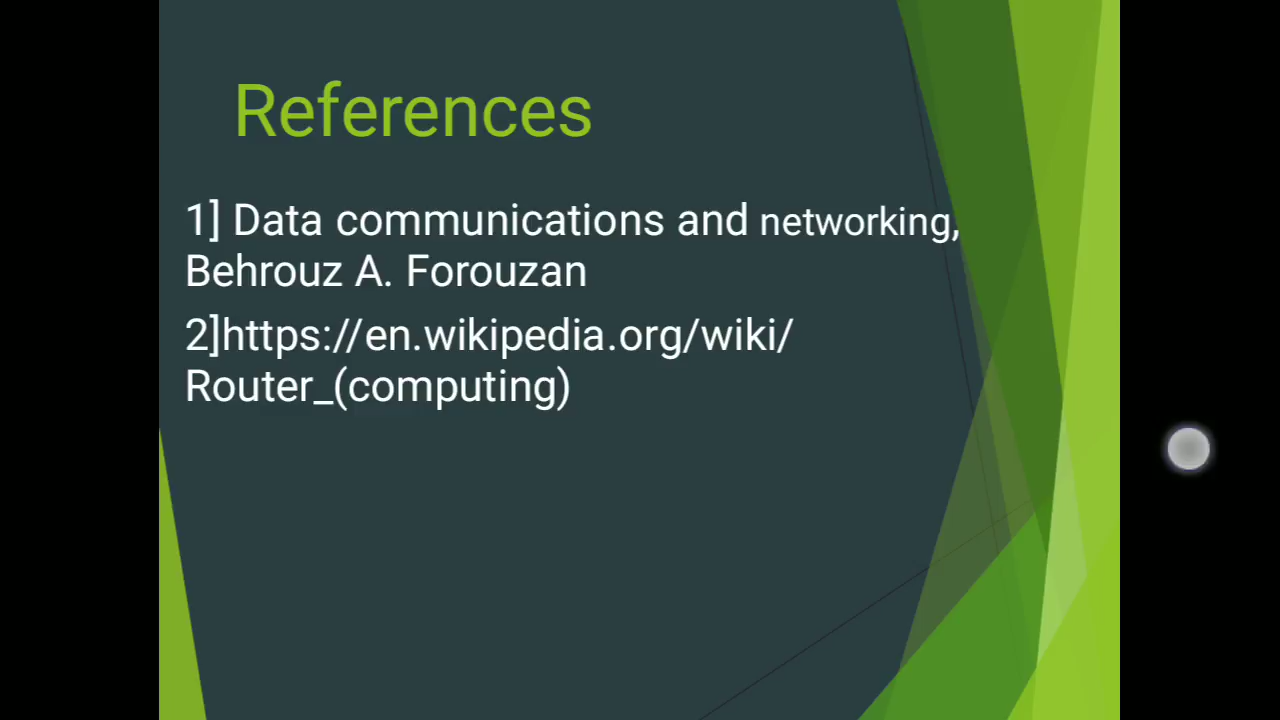 References
1] Data communications and networking,
Behrouz A. Forouzan
2]https://en.wikipedia.org/wiki/
Router_(computing)